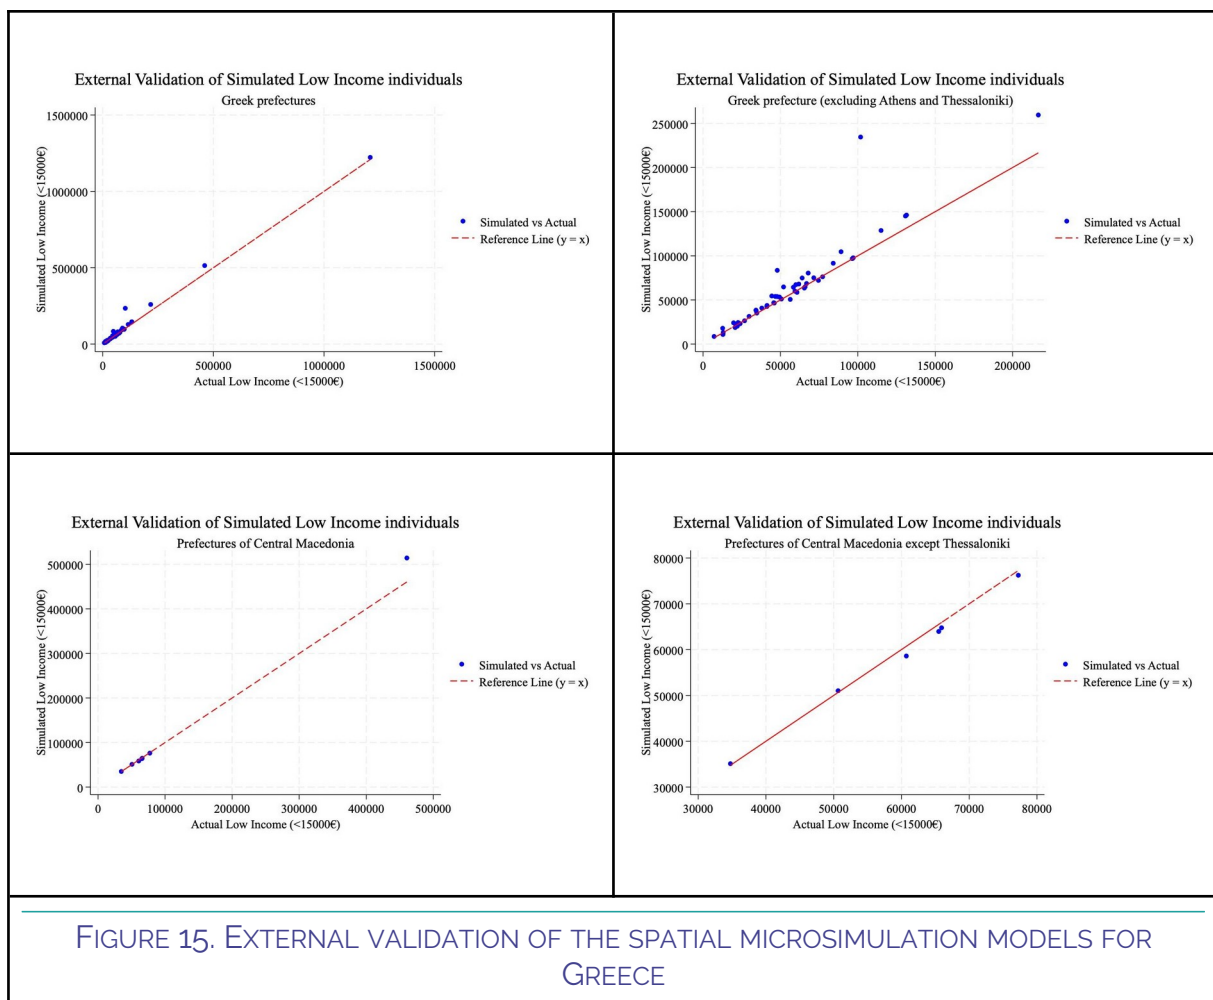 External Validation of Simulated Low Income individuals
Greek prefectures
Simulated Low Income (<15000€)
1500000
1000000
500000
0
0 500000 1000000 1500000
Actual Low Income (<15000€)
Simulated vs Actual
Reference Line (y = x)
External Validation of Simulated Low Income individuals
Greek prefecture (excluding Athens and Thessaloniki)
Simulated Low Income (<15000€)
250000
200000
150000
100000
50000
0
0 50000 100000 150000 200000
Actual Low Income (<15000€)
Simulated vs Actual
Reference Line (y = x)
External Validation of Simulated Low Income individuals
Prefectures of Central Macedonia
Simulated Low Income (<15000€)
500000
400000
300000
200000
100000
0
0 100000 200000 300000 400000 500000
Actual Low Income (<15000€)
Simulated vs Actual
Reference Line (y = x)
External Validation of Simulated Low Income individuals
Prefectures of Central Macedonia except Thessaloniki
Simulated Low Income (<15000€)
80000
70000
60000
50000
40000
30000
30000 40000 50000 60000 70000 80000
Actual Low Income (<15000€)
Simulated vs Actual
Reference Line (y = x)
FIGURE 15. EXTERNAL VALIDATION OF THE SPATIAL MICROSIMULATION MODELS FOR
GREECE